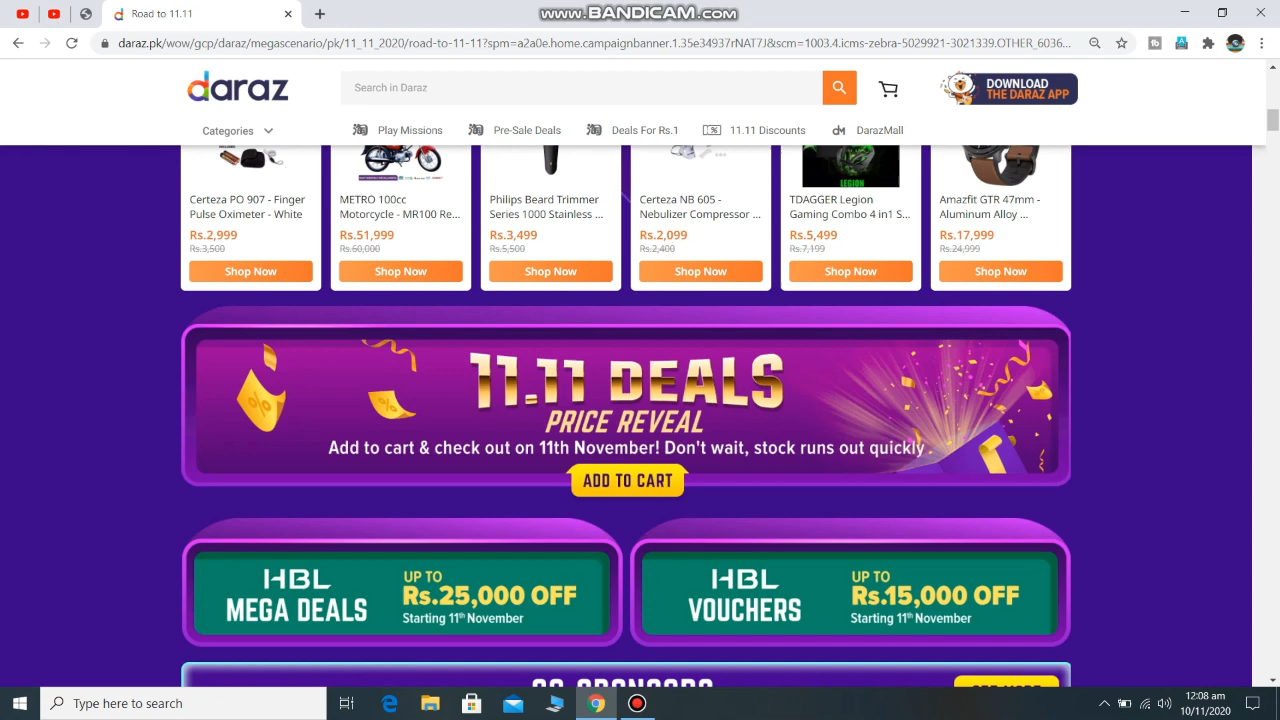 www.BANDICAM.com
Road to 11.11
daraz.pk/wow/gcp/daraz/megascenario/pk/11_11_2020/road-to-11-11?spm=a2a0e.homepage.campaignbanner.1.35e34937rNAT7J&scm=1003.4.icms-zebra-5029921-3021339.OTHER_6036...
daraz
Search in Daraz
DOWNLOAD
THE DARAZ APP
Categories
Play Missions
Pre-Sale Deals
Deals For Rs.1
11.11 Discounts
dM DarazMall
LEGION
Certeza PO 907 - Finger
Pulse Oximeter - White
Rs.2,999
Rs.3,500
Shop Now
METRO 100cc
Motorcycle - MR100 Re...
Rs.51,999
Rs.60,000
Shop Now
Philips Beard Trimmer
Series 1000 Stainless ...
Rs.3,499
Rs.5,500
Shop Now
Certeza NB 605 -
Nebulizer Compressor ...
Rs.2,099
Rs.2,400
Shop Now
TDAGGER Legion
Gaming Combo 4 in1 S...
Rs.5,499
Rs.7,199
Shop Now
Amazfit GTR 47mm -
Aluminum Alloy ...
Rs.17,999
Rs.24,999
Shop Now
11.11 DEALS
PRICE REVEAL
Add to cart & check out on 11th November! Don't wait, stock runs out quickly .
ADD TO CART
HBL
MEGA DEALS
UP TO
Rs.25,000 OFF
Starting 11th November
HBL
VOUCHERS
UP TO
Rs.15,000 OFF
Starting 11th November
Type here to search
12:08 am
10/11/2020